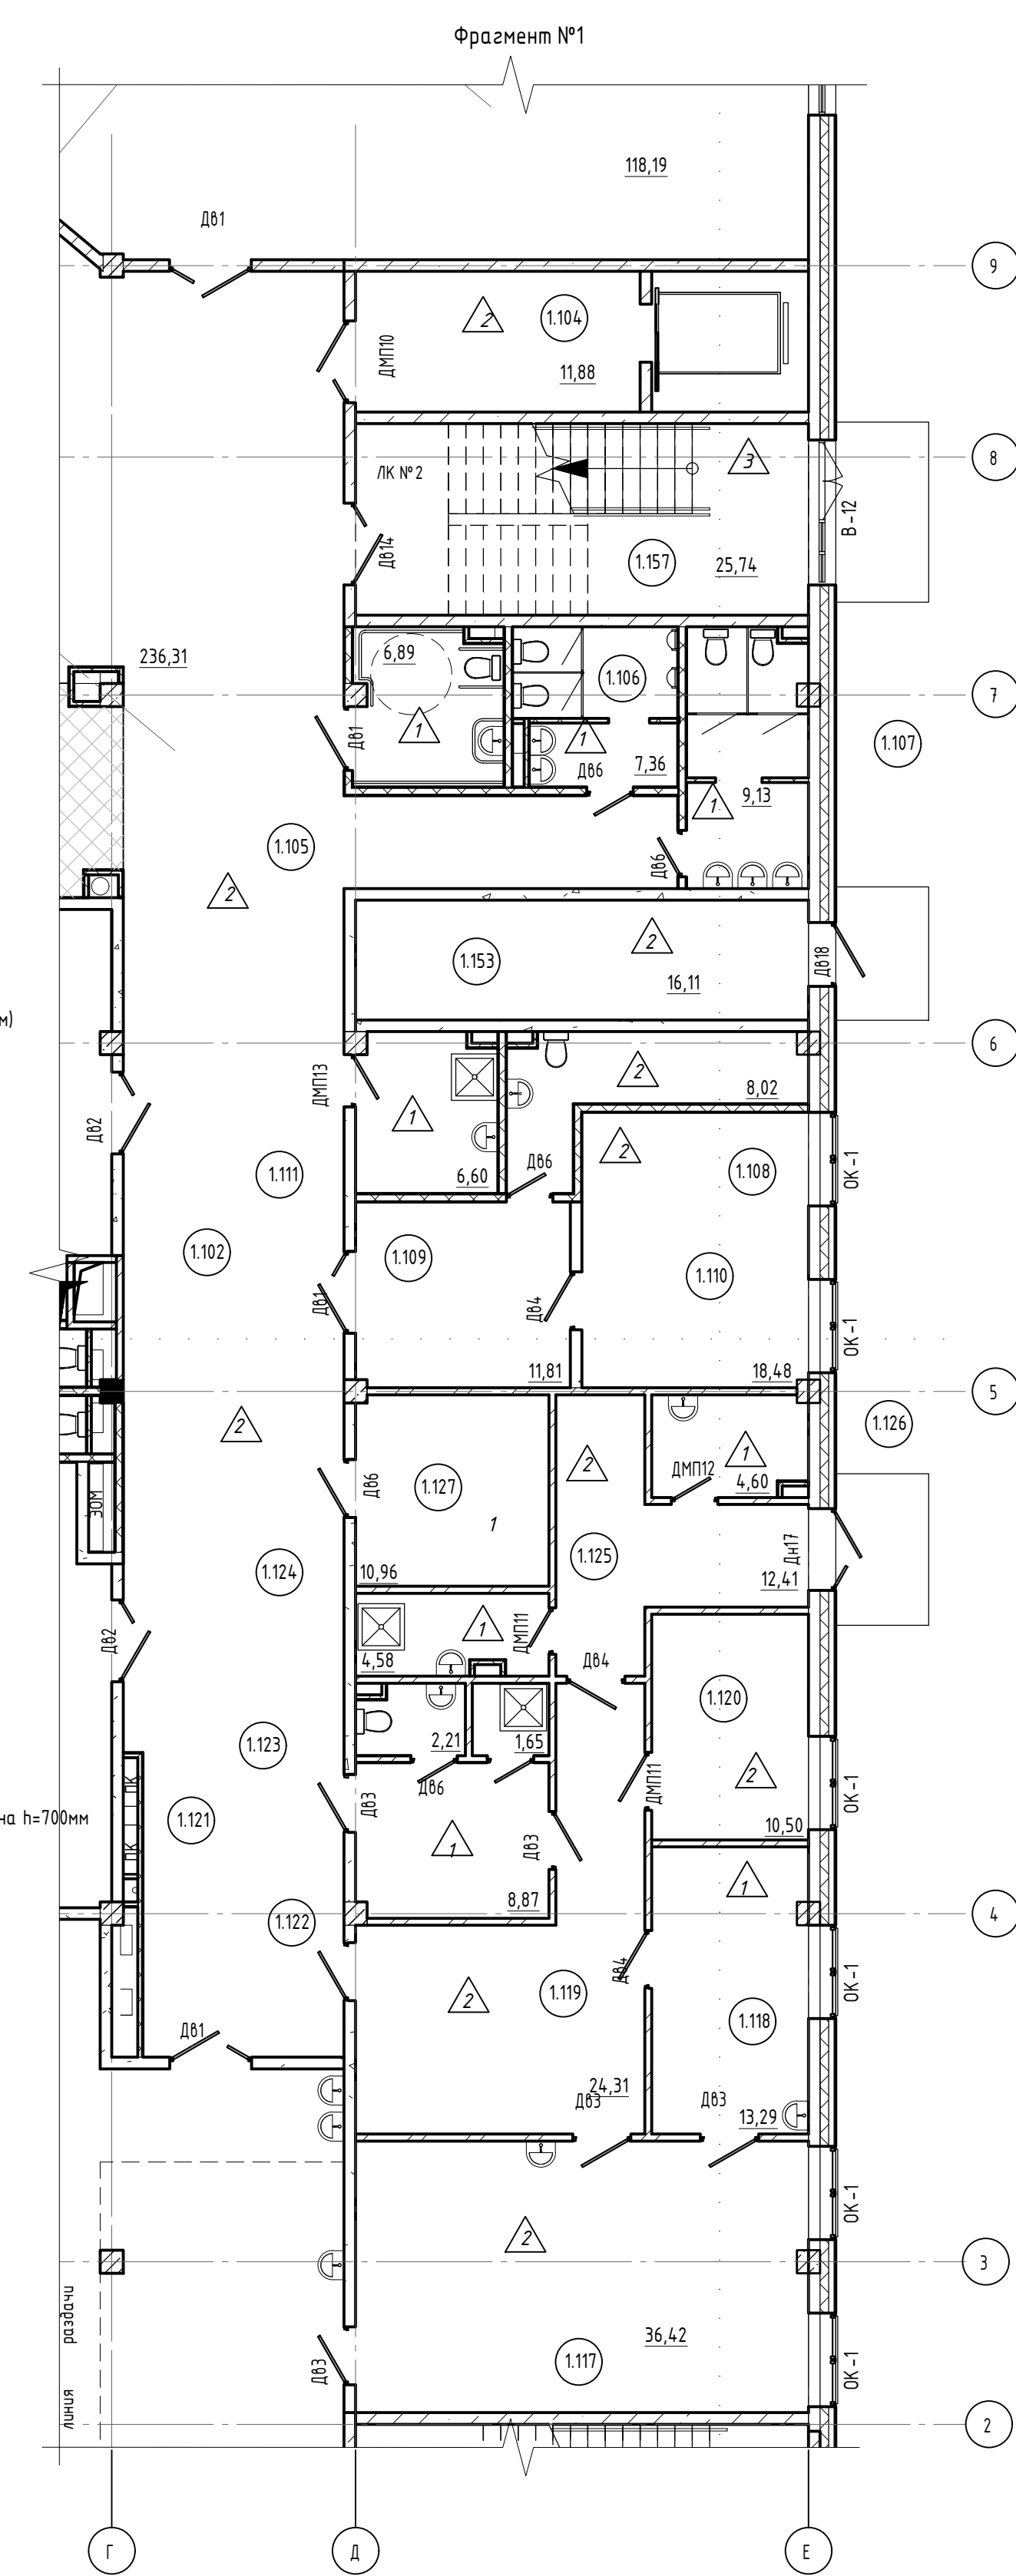 Фрагмент №1
118,19
Дв1
9
2
1.104
ДМП10
11,88
8
3
ЛК №2
В-12
Дв14
1.157
25,74
6,89
236,31
1.106
7
1
Дв1
1
1.107
7,36
Дв6
9,13
1
1.105
Дв6
2
2
1.153
Дв18
16,11
м)
6
ДМП13
2
8,02
1
Дв2
2
Дв6
1.108
ОК-1
1.111
6,60
1.102
1.109
1.110
Дв1
Дв4
ОК-1
11,81
18,48
5
2
1.126
1
2
ДМП12
4,60
Дв6
1.127
ЗОМ
1
1.125
Дн17
1.124
10,96
12,41
1
ДМП11
Дв2
4,58
Дв4
1.120
1.123
2,21
1,65
2
Дв6
ДМП11
ПК
ОК-1
Дв3
на h=700мм
1.121
10,50
ПК
1
Дв3
1
8,87
4
1.122
Дв4
ОК-1
2
1.119
1.118
Дв1
24,31
Дв3
Дв3
13,29
ОК-1
2
3
раздачи
36,42
1.117
Дв3
ОК-1
линия
2
Г
Д
Е